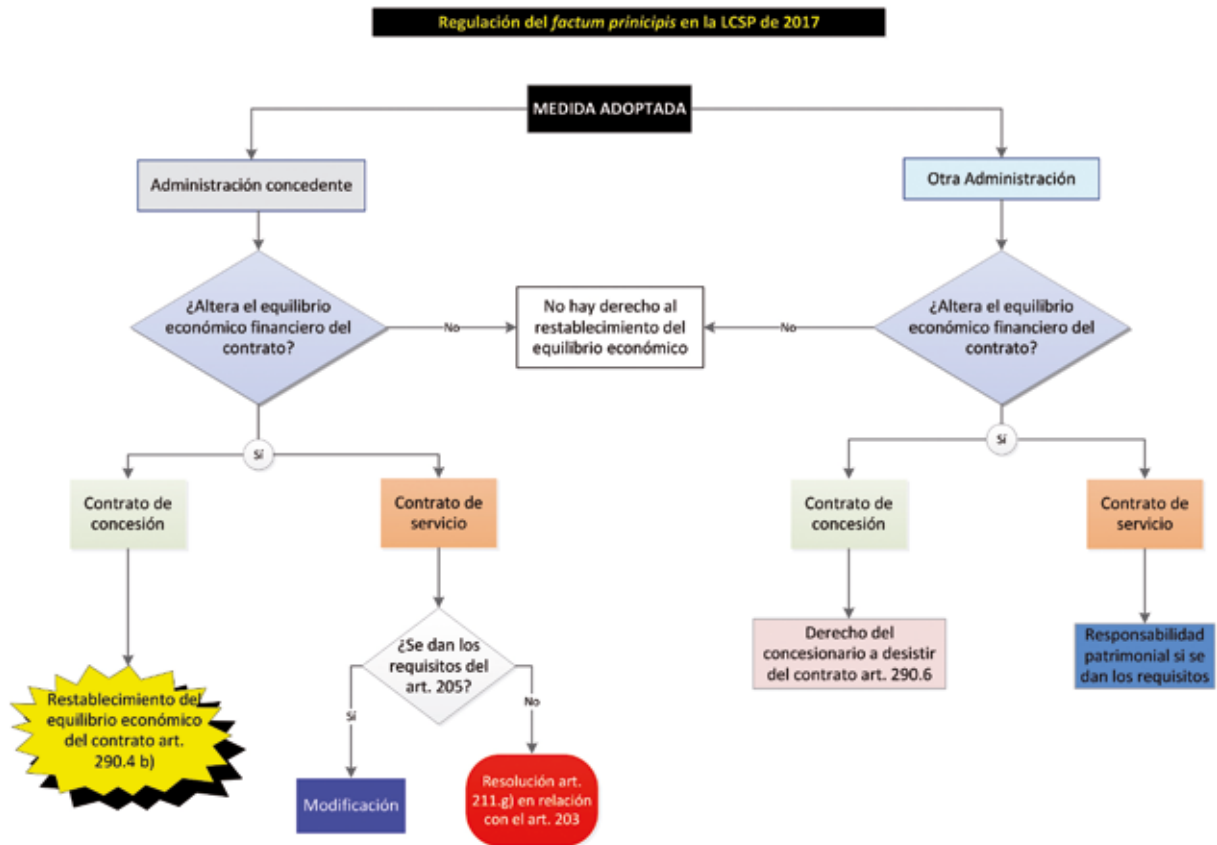 Regulación del factum prinicipis en la LCSP de 2017
MEDIDA ADOPTADA
Administración concedente
Otra Administración
¿Altera el equilibrio
económico financiero del
contrato?
No
No hay derecho al
restablecimiento del
equilibrio económico
No
¿Altera el equilibrio
económico financiero del
contrato?
Sí
Sí
Contrato de
concesión
Contrato de
servicio
Contrato de
concesión
Contrato de
servicio
¿Se dan los
requisitos del
art. 205?
Derecho del
concesionario a desistir
del contrato art. 290.6
Responsabilidad
patrimonial si se
dan los requisitos
Restablecimiento del
equilibrio económico
del contrato art.
290.4 b)
Sí
No
Modificación
Resolución art.
211.g) en relación
con el art. 203